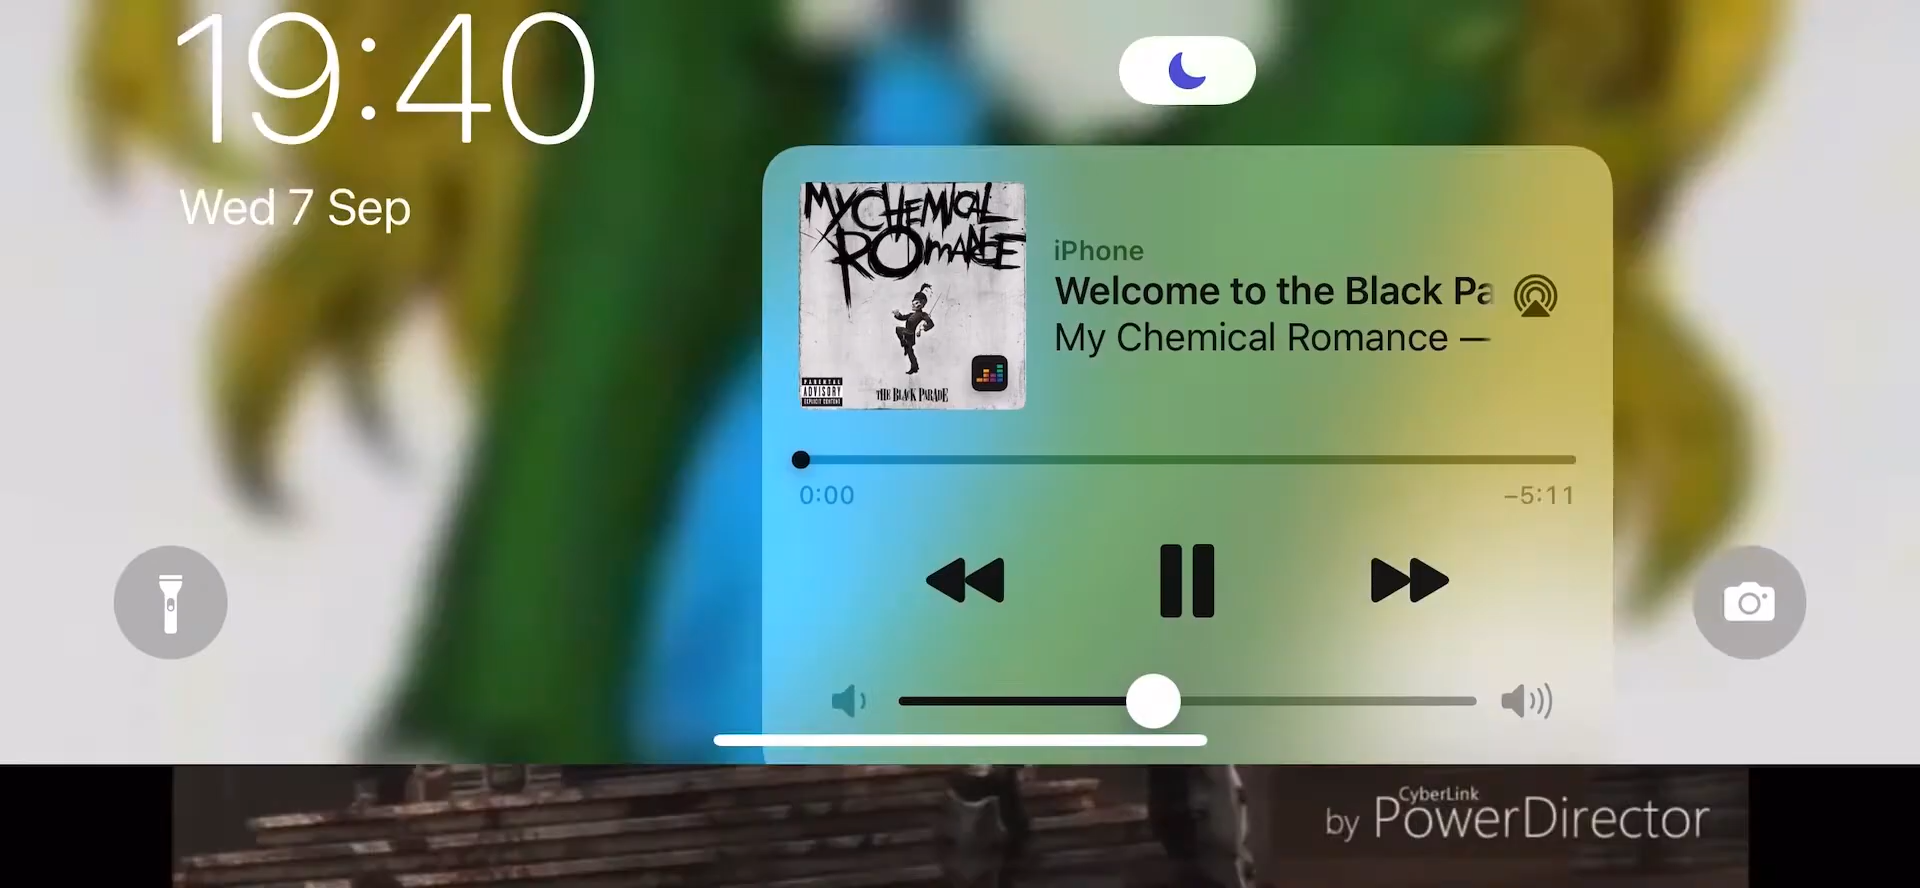 19:40
Wed 7 Sep
MY CHEMICAL
ROMANCE
PARENTAL
ADVISORY
EXPLICIT CONTENT
THE BLACK PARADE
iPhone
Welcome to the Black Pa
My Chemical Romance —
0:00
–5:11
CyberLink
by PowerDirector